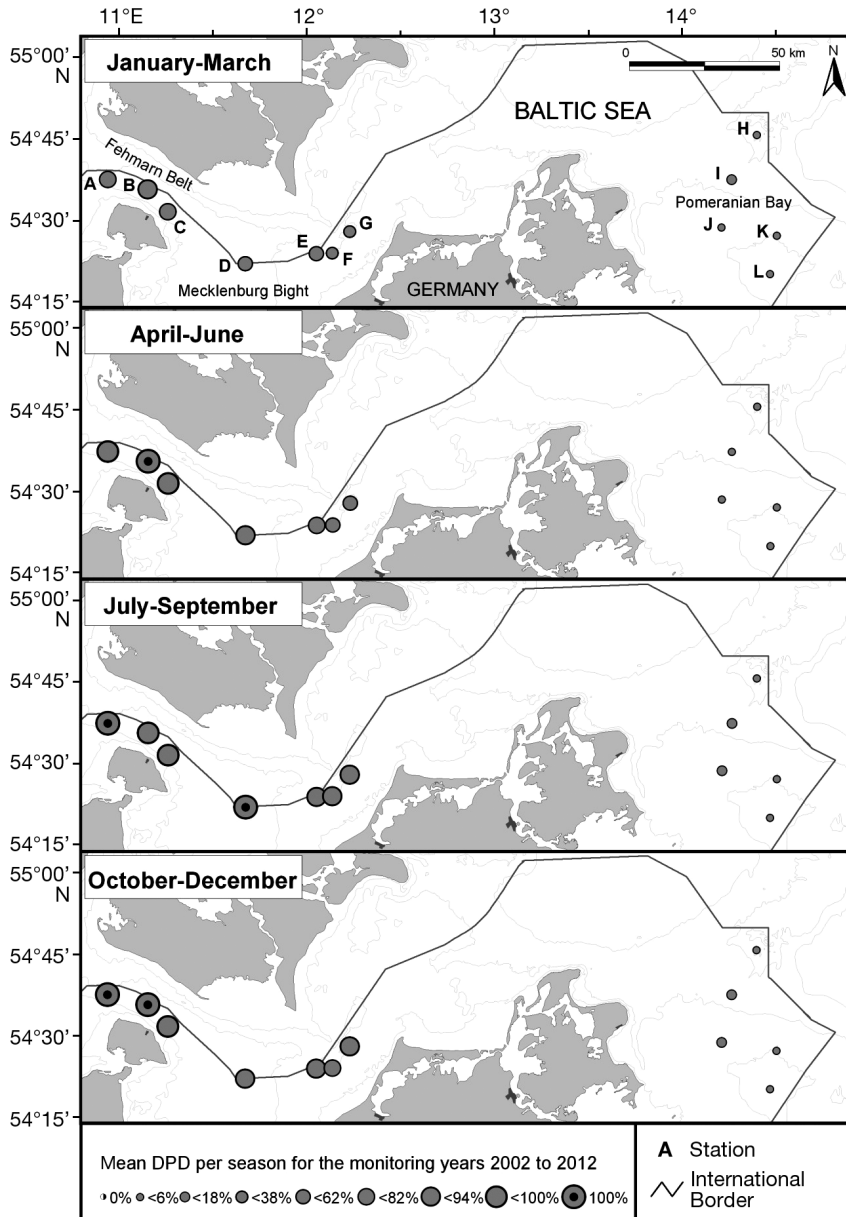 11°E 12° 13° 14°
55°00' N
January-March
0 50 km
N
BALTIC SEA
54°45'
H
Fehmarn Belt
A B I
C
Pomeranian Bay
54°30'
G J K
E
D F L
Mecklenburg Bight
GERMANY
54°15'
55°00' N
April-June
54°45'
54°30'
54°15'
55°00' N
July-September
54°45'
54°30'
54°15'
55°00' N
October-December
54°45'
54°30'
54°15'
Mean DPD per season for the monitoring years 2002 to 2012
0% <6% <18% <38% <62% <82% <94% <100% 100%
A Station
International
Border